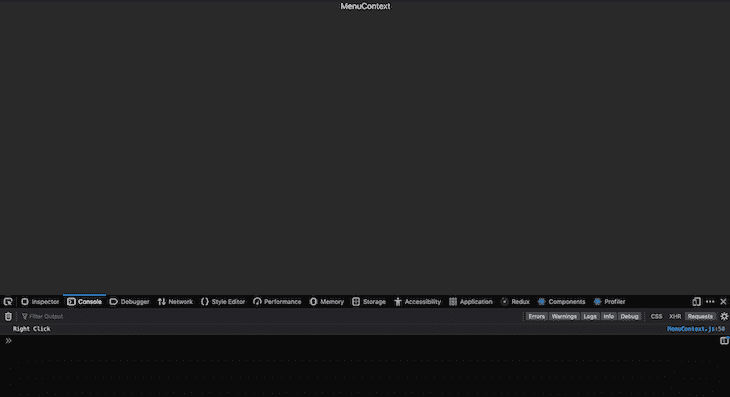 MenuContext
Inspector Console Debugger Network Style Editor Performance Memory Storage Accessibility Application Redux Components Profiler
Filter Output Errors Warnings Logs Info Debug CSS XHR Requests
Right Click MenuContext.js:50